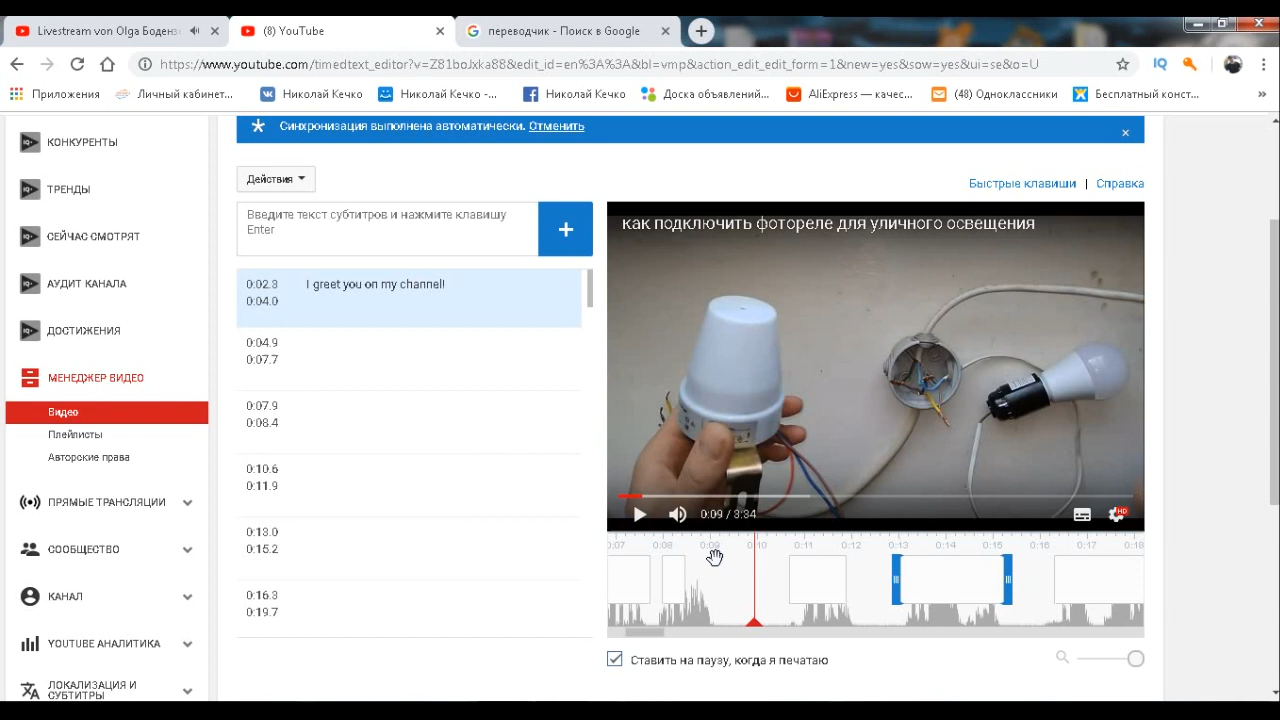 Livestream von Olga Боденз
(8) YouTube
Поиск в Google
https://www.youtube.com/timedtext_editor?v=Z81boJxka88&edit_id=en%3A%3A&bl=vmp&action_edit_edit_form=1&new=yes&sow=yes&ui=se&o=U
IQ
Приложения
Личный кабинет...
Николай Кечко
Николай Кечко -...
Николай Кечко
Доска объявлений...
AliExpress — качес...
(48) Одноклассники
Бесплатный конст...
»
Синхронизация выполнена автоматически. Отменить
КОНКУРЕНТЫ
ТРЕНДЫ
СЕЙЧАС СМОТРЯТ
АУДИТ КАНАЛА
ДОСТИЖЕНИЯ
МЕНЕДЖЕР ВИДЕО
Видео
Плейлисты
Авторские права
ПРЯМЫЕ ТРАНСЛЯЦИИ
СООБЩЕСТВО
КАНАЛ
YOUTUBE АНАЛИТИКА
ЛОКАЛИЗАЦИЯ И
СУБТИТРЫ
Действия
Быстрые клавиши | Справка
Введите текст субтитров и нажмите клавишу
Enter
+
0:02.3 I greet you on my channel!
0:04.0
0:04.9
0:07.7
0:07.9
0:08.4
0:10.6
0:11.9
0:13.0
0:15.2
0:16.3
0:19.7
как подключить фотореле для уличного освещения
0:09 / 3:34
HD
0:07 0:08 0:09 0:10 0:11 0:12 0:13 0:14 0:15 0:16 0:17 0:18
Ставить на паузу, когда я печатаю